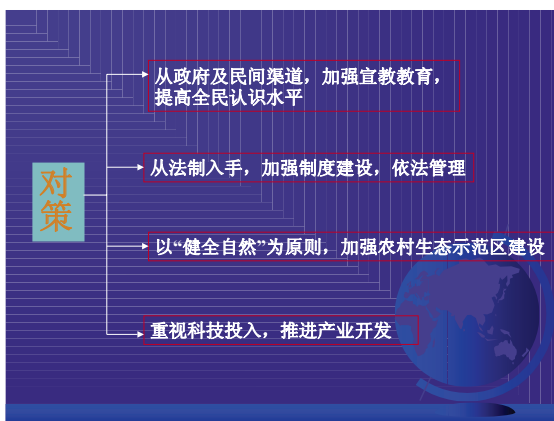 对
策
从政府及民间渠道，加强宣教教育，
提高全民认识水平
从法制入手，加强制度建设，依法管理
以“健全自然”为原则，加强农村生态示范区建设
重视科技投入，推进产业开发